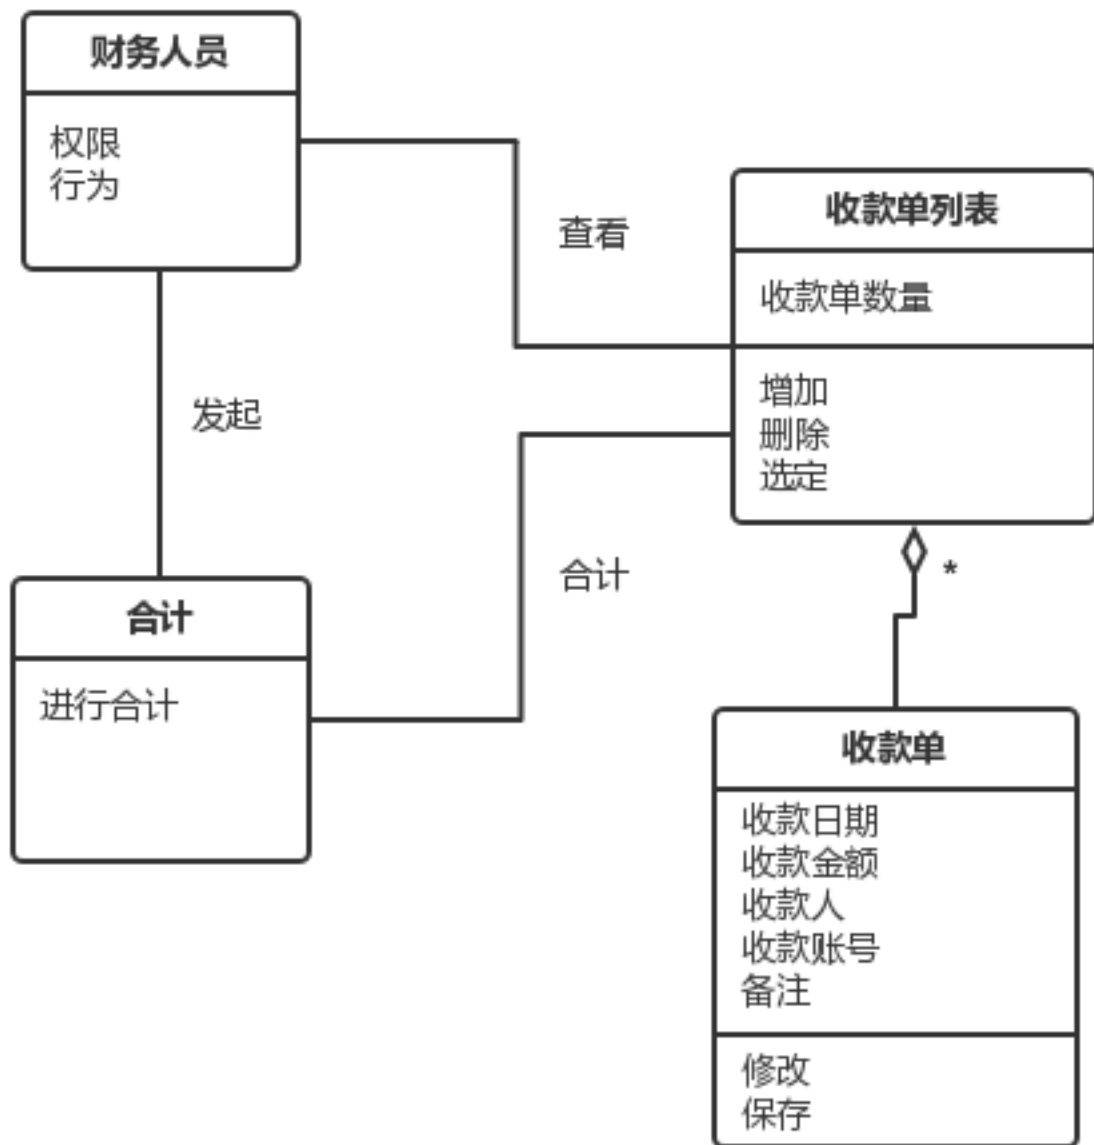 财务人员
权限
行为
查看
收款单列表
收款单数量
增加
删除
选定
发起
合计
合计
进行合计
*
收款单
收款日期
收款金额
收款人
收款账号
备注
修改
保存